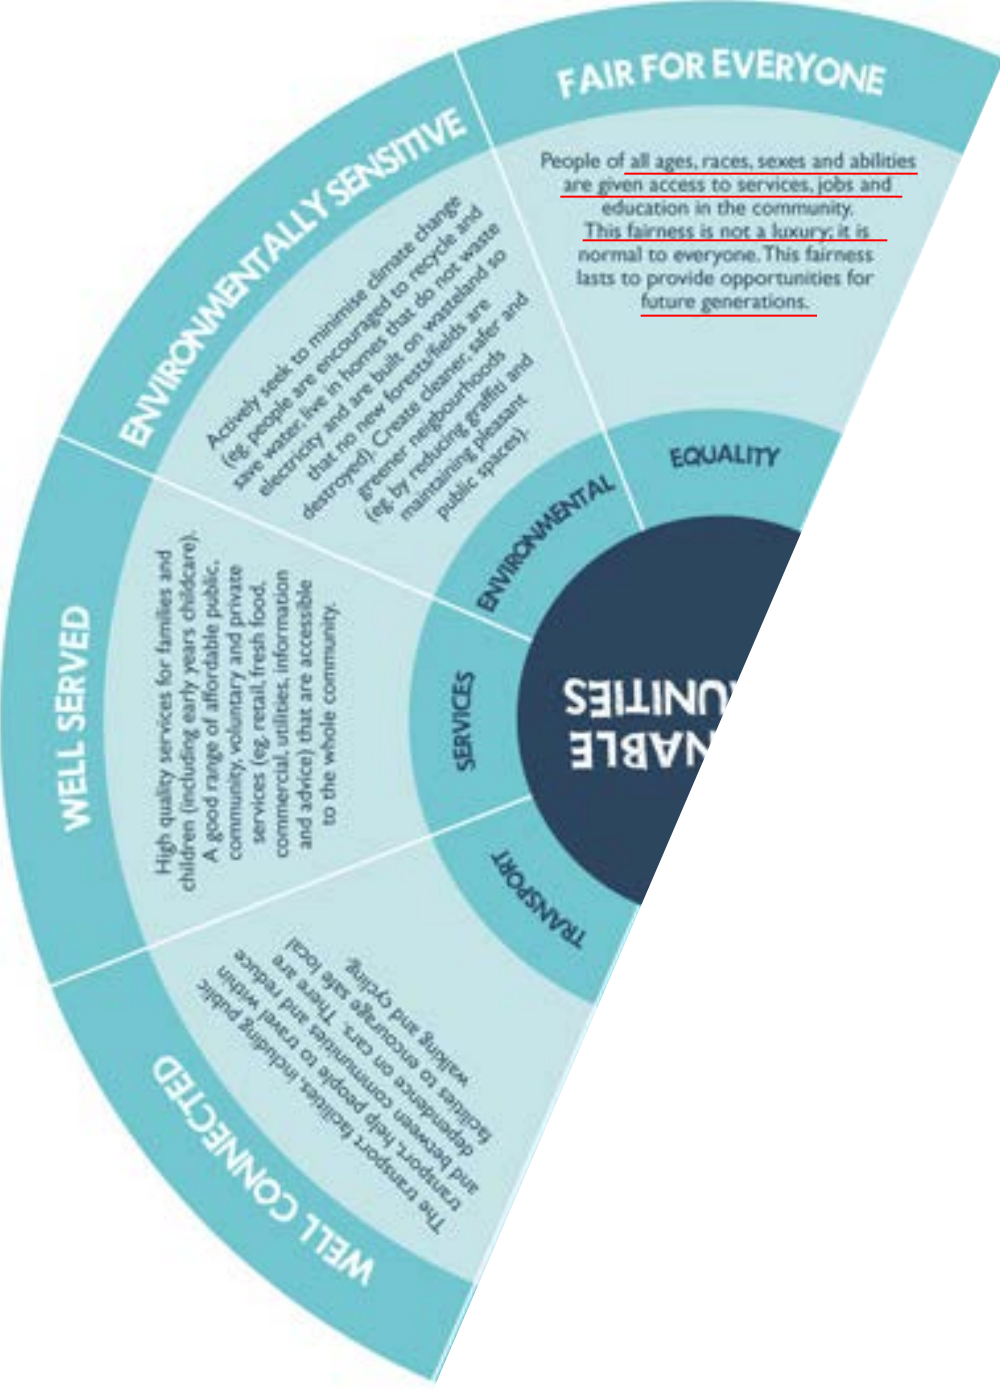 FAIR FOR EVERYONE
People of all ages, races, sexes and abilities
are given access to services, jobs and
education in the community.
This fairness is not a luxury; it is
normal to everyone. This fairness
lasts to provide opportunities for
future generations.
EQUALITY
ENVIRONMENTALLY SENSITIVE
Actively seek to minimise climate change
(eg. people are encouraged to recycle and
save water, live in homes that do not waste
electricity and are built on wasteland so
that no new forests/fields are
destroyed). Create cleaner, safer and
greener neigbourhoods
(eg. by reducing graffiti and
maintaining pleasant
public spaces).
ENVIRONMENTAL
WELL SERVED
High quality services for families and
children (including early years childcare).
A good range of affordable public,
community, voluntary and private
services (eg. retail, fresh food,
commercial, utilities, information
and advice) that are accessible
to the whole community.
SERVICES
WELL CONNECTED
The transport facilities, including public
transport, help people to travel within
and between communities and reduce
dependence on cars. There are
facilities to encourage safe local
walking and cycling.
TRANSPORT
NABLE
UNITIES